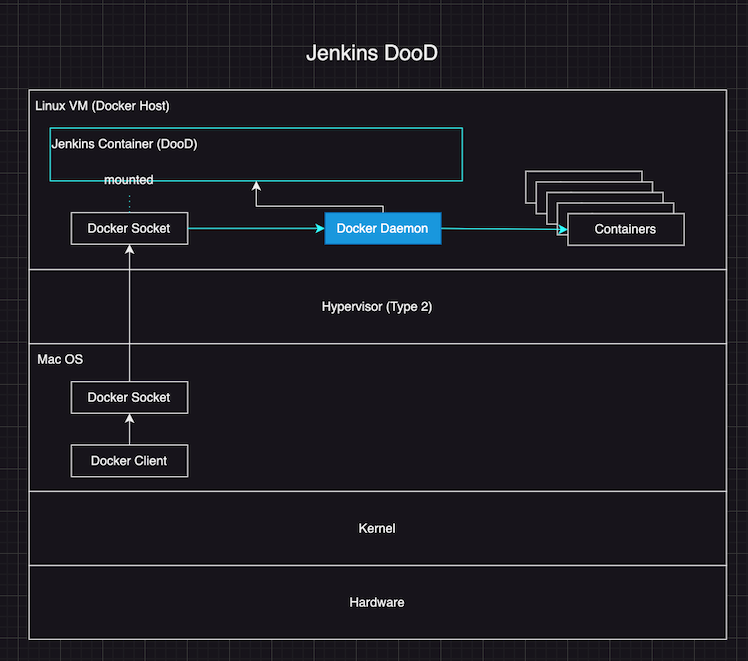 Jenkins DooD
Linux VM (Docker Host)
Jenkins Container (DooD)
mounted
Docker Socket
Docker Daemon
Containers
Hypervisor (Type 2)
Mac OS
Docker Socket
Docker Client
Kernel
Hardware